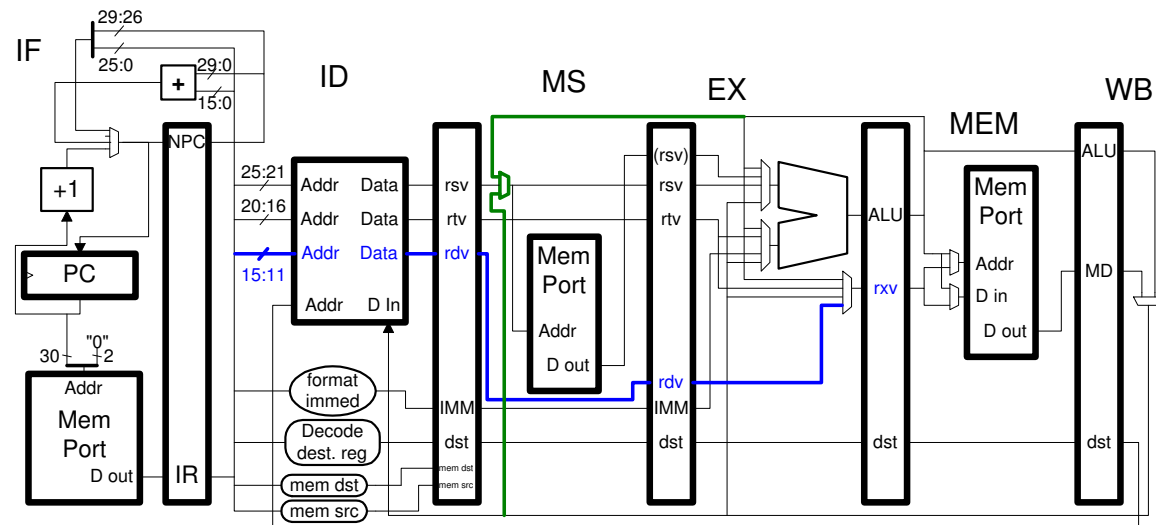 IF
29:26
25:0
+
29:0
15:0
ID
MS
EX
MEM
WB
NPC
+1
PC
30
"0"
2
Addr
Mem
Port
D out
IR
25:21
20:16
15:11
Addr Data
Addr Data
Addr Data
Addr D In
format
immed
Decode
dest. reg
mem dst
mem src
rsv
rtv
rdv
IMM
dst
mem dst
mem src
Mem
Port
Addr
D out
(rsv)
rsv
rtv
rdv
IMM
dst
ALU
rxv
dst
Mem
Port
Addr
D in
D out
ALU
MD
dst